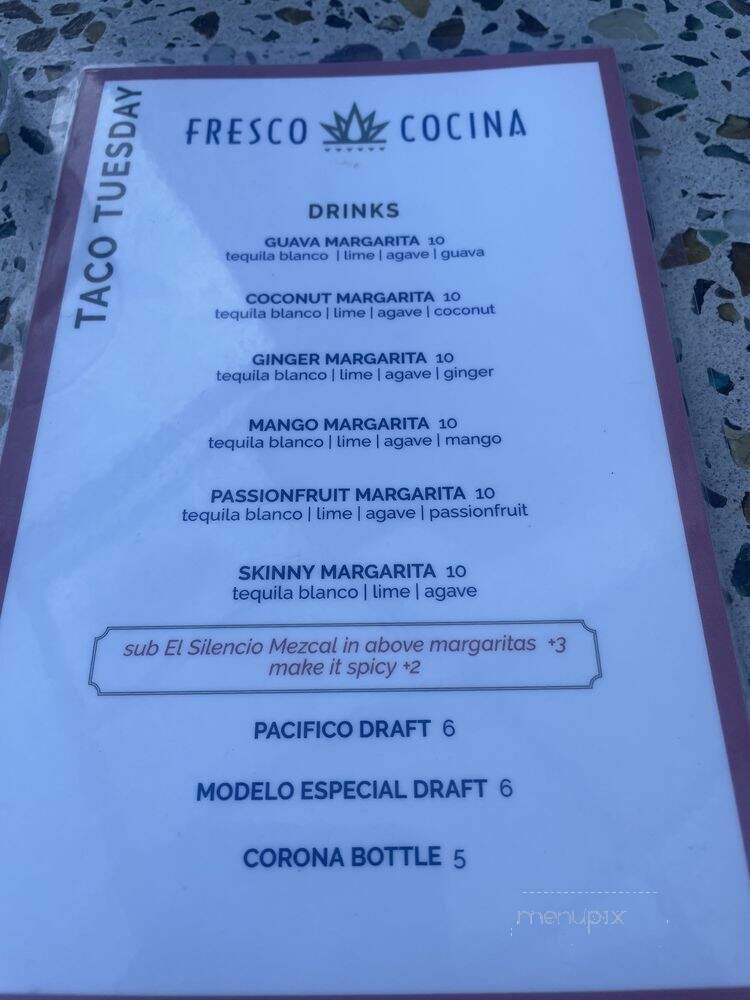 TACO TUESDAY
FRESCO COCINA
DRINKS
GUAVA MARGARITA 10
tequila blanco | lime | agave | guava
COCONUT MARGARITA 10
tequila blanco | lime | agave | coconut
GINGER MARGARITA 10
tequila blanco | lime | agave | ginger
MANGO MARGARITA 10
tequila blanco | lime | agave | mango
PASSIONFRUIT MARGARITA 10
tequila blanco | lime | agave | passionfruit
SKINNY MARGARITA 10
tequila blanco | lime | agave
sub El Silencio Mezcal in above margaritas +3
make it spicy +2
PACIFICO DRAFT 6
MODELO ESPECIAL DRAFT 6
CORONA BOTTLE 5
menupix